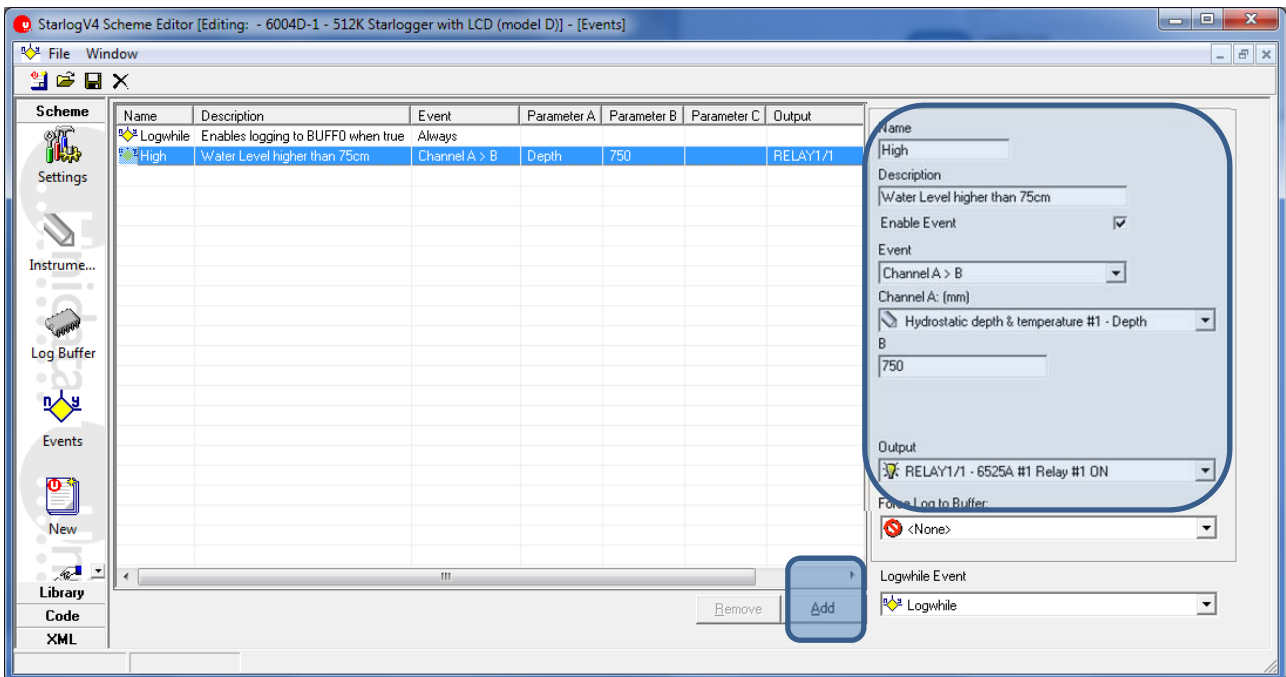 StarlogV4 Scheme Editor [Editing: - 6004D-1 - 512K Starlogger with LCD (model D)] - [Events]
File Window
Scheme
Settings
Instrume...
Log Buffer
Events
New
Library
Code
XML
Name Description Event Parameter A Parameter B Parameter C Output
Logwhile Enables logging to BUFF0 when true Always
High Water Level higher than 75cm Channel A > B Depth 750 RELAY1/1
Remove Add
Name
High
Description
Water Level higher than 75cm
Enable Event
Event
Channel A > B
Channel A: (mm)
Hydrostatic depth & temperature #1 - Depth
B
750
Output
RELAY1/1 - 6525A #1 Relay #1 ON
Force Log to Buffer:
<None>
Logwhile Event
Logwhile